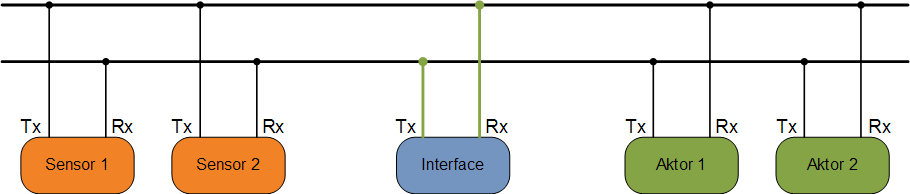 Tx Rx Tx Rx Tx Rx Tx Rx Tx Rx
Sensor 1 Sensor 2 Interface Aktor 1 Aktor 2